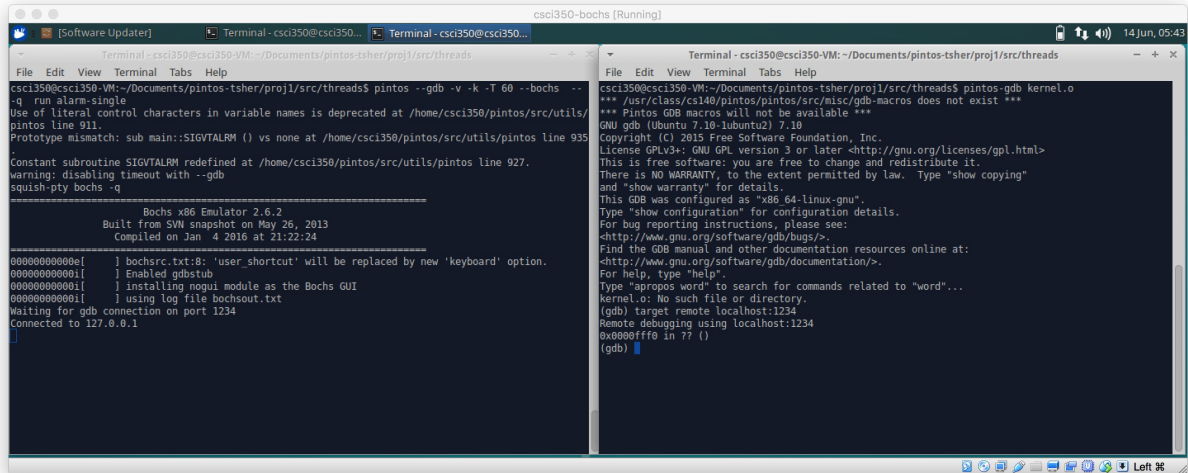 csci350-bochs [Running]
[Software Updater]
Terminal - csci350@csci350...
Terminal - csci350@csci350...
14 Jun, 05:43
Terminal - csci350@csci350-VM: ~/Documents/pintos-tsher/proj1/src/threads
File Edit View Terminal Tabs Help
csci350@csci350-VM:~/Documents/pintos-tsher/proj1/src/threads$ pintos --gdb -v -k -T 60 --bochs --
-q run alarm-single
Use of literal control characters in variable names is deprecated at /home/csci350/pintos/src/utils/
pintos line 911.
Prototype mismatch: sub main::SIGVTALRM () vs none at /home/csci350/pintos/src/utils/pintos line 935
.
Constant subroutine SIGVTALRM redefined at /home/csci350/pintos/src/utils/pintos line 927.
warning: disabling timeout with --gdb
squish-pty bochs -q
========================================================================
Bochs x86 Emulator 2.6.2
Built from SVN snapshot on May 26, 2013
Compiled on Jan 4 2016 at 21:22:24
========================================================================
00000000000e[ ] bochsrc.txt:8: 'user_shortcut' will be replaced by new 'keyboard' option.
00000000000i[ ] Enabled gdbstub
00000000000i[ ] installing nogui module as the Bochs GUI
00000000000i[ ] using log file bochsout.txt
Waiting for gdb connection on port 1234
Connected to 127.0.0.1
Terminal - csci350@csci350-VM: ~/Documents/pintos-tsher/proj1/src/threads
File Edit View Terminal Tabs Help
csci350@csci350-VM:~/Documents/pintos-tsher/proj1/src/threads$ pintos-gdb kernel.o
*** /usr/class/cs140/pintos/pintos/src/misc/gdb-macros does not exist ***
*** Pintos GDB macros will not be available ***
GNU gdb (Ubuntu 7.10-1ubuntu2) 7.10
Copyright (C) 2015 Free Software Foundation, Inc.
License GPLv3+: GNU GPL version 3 or later <http://gnu.org/licenses/gpl.html>
This is free software: you are free to change and redistribute it.
There is NO WARRANTY, to the extent permitted by law. Type "show copying"
and "show warranty" for details.
This GDB was configured as "x86_64-linux-gnu".
Type "show configuration" for configuration details.
For bug reporting instructions, please see:
<http://www.gnu.org/software/gdb/bugs/>.
Find the GDB manual and other documentation resources online at:
<http://www.gnu.org/software/gdb/documentation/>.
For help, type "help".
Type "apropos word" to search for commands related to "word"...
kernel.o: No such file or directory.
(gdb) target remote localhost:1234
Remote debugging using localhost:1234
0x0000fff0 in ?? ()
(gdb)
Left ⌘